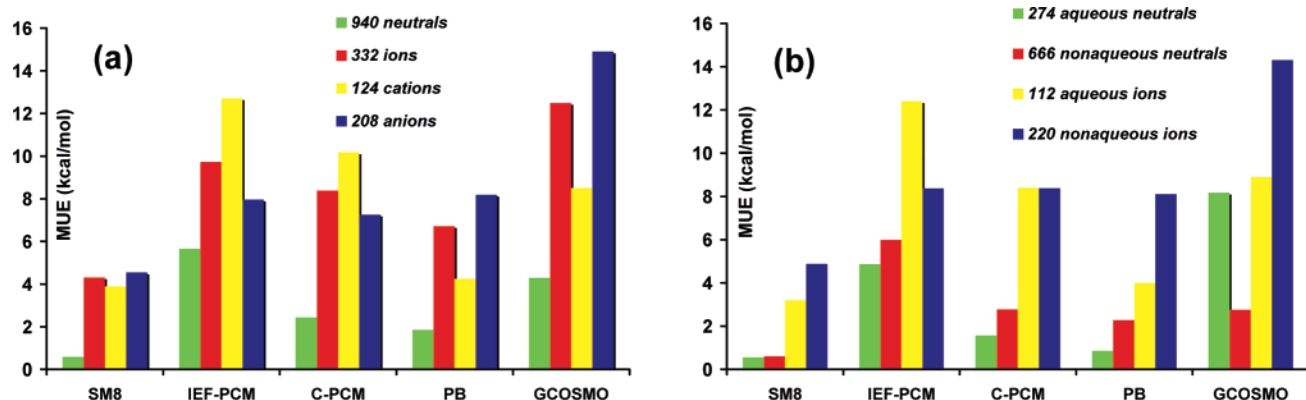 (a)
MUE (kcal/mol)
16
14
12
10
8
6
4
2
0
940 neutrals
332 ions
124 cations
208 anions
SM8 IEF-PCM C-PCM PB GCOSMO
(b)
MUE (kcal/mol)
16
14
12
10
8
6
4
2
0
274 aqueous neutrals
666 nonaqueous neutrals
112 aqueous ions
220 nonaqueous ions
SM8 IEF-PCM C-PCM PB GCOSMO